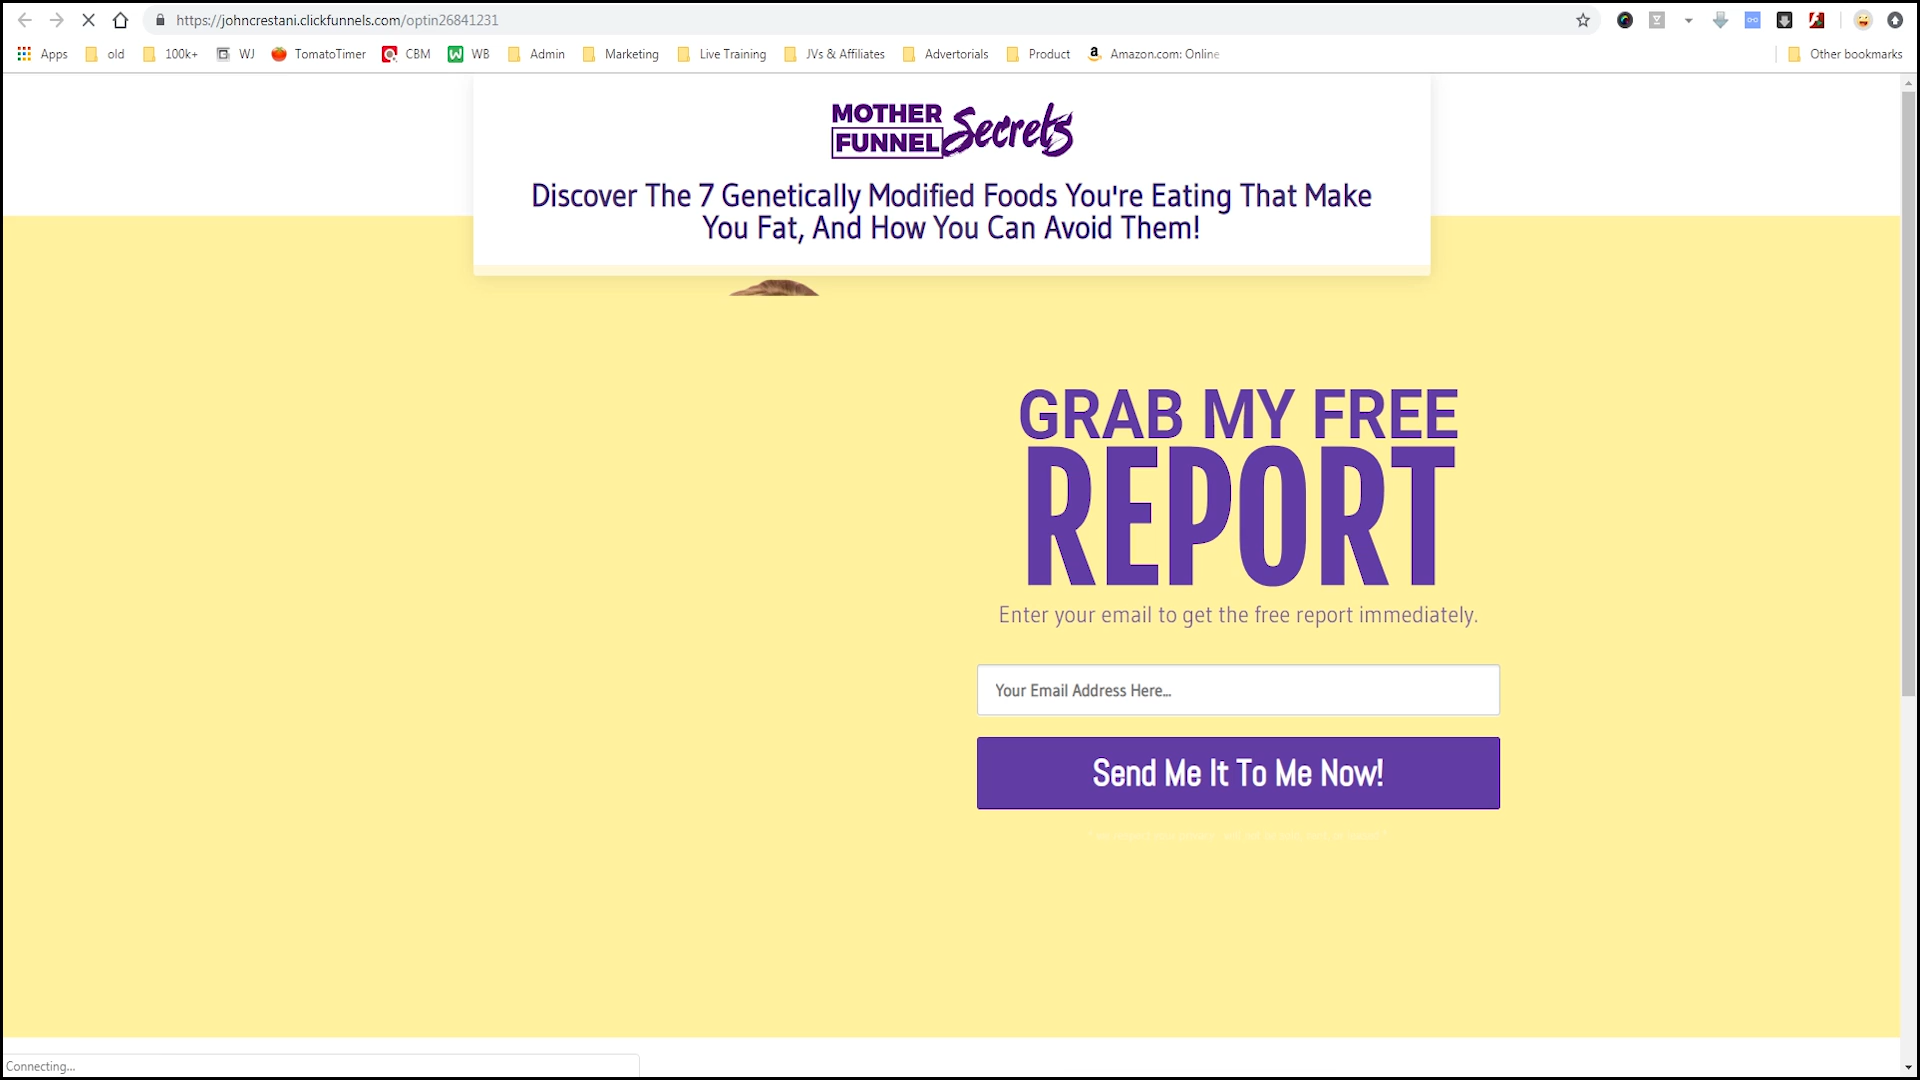 https://johncrestani.clickfunnels.com/optin26841231
Apps old 100k+ WJ TomatoTimer CBM WB Admin Marketing Live Training JVs & Affiliates Advertorials Product Amazon.com: Online Other bookmarks
MOTHER
FUNNEL Secrets
Discover The 7 Genetically Modified Foods You're Eating That Make
You Fat, And How You Can Avoid Them!
GRAB MY FREE
REPORT
Enter your email to get the free report immediately.
Your Email Address Here...
Send Me It To Me Now!
Connecting...